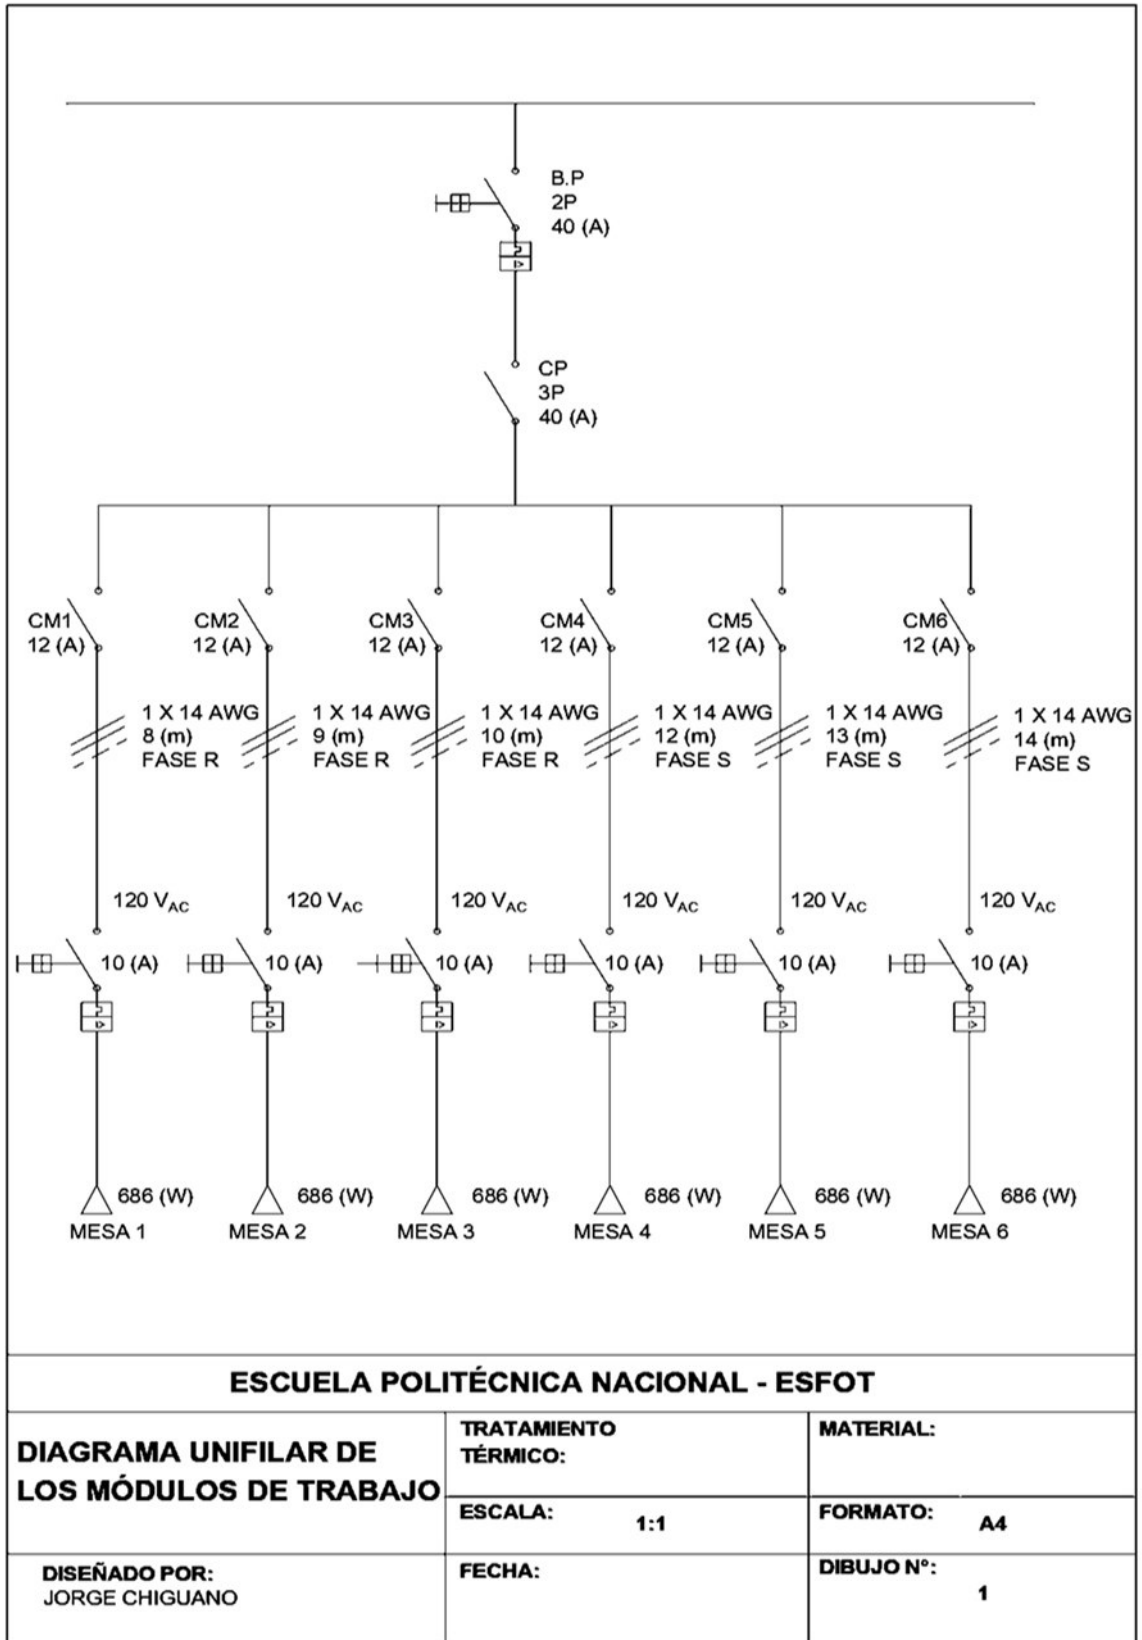 B.P
2P
40 (A)
CP
3P
40 (A)
CM1
12 (A)
CM2
12 (A)
CM3
12 (A)
CM4
12 (A)
CM5
12 (A)
CM6
12 (A)
1 X 14 AWG
8 (m)
FASE R
1 X 14 AWG
9 (m)
FASE R
1 X 14 AWG
10 (m)
FASE R
1 X 14 AWG
12 (m)
FASE S
1 X 14 AWG
13 (m)
FASE S
1 X 14 AWG
14 (m)
FASE S
120 VAC
120 VAC
120 VAC
120 VAC
120 VAC
120 VAC
10 (A)
10 (A)
10 (A)
10 (A)
10 (A)
10 (A)
686 (W)
MESA 1
686 (W)
MESA 2
686 (W)
MESA 3
686 (W)
MESA 4
686 (W)
MESA 5
686 (W)
MESA 6
ESCUELA POLITÉCNICA NACIONAL - ESFOT
DIAGRAMA UNIFILAR DE
LOS MÓDULOS DE TRABAJO
TRATAMIENTO
TÉRMICO:
MATERIAL:
ESCALA: 1:1
FORMATO: A4
DISEÑADO POR:
JORGE CHIGUANO
FECHA:
DIBUJO Nº:
1